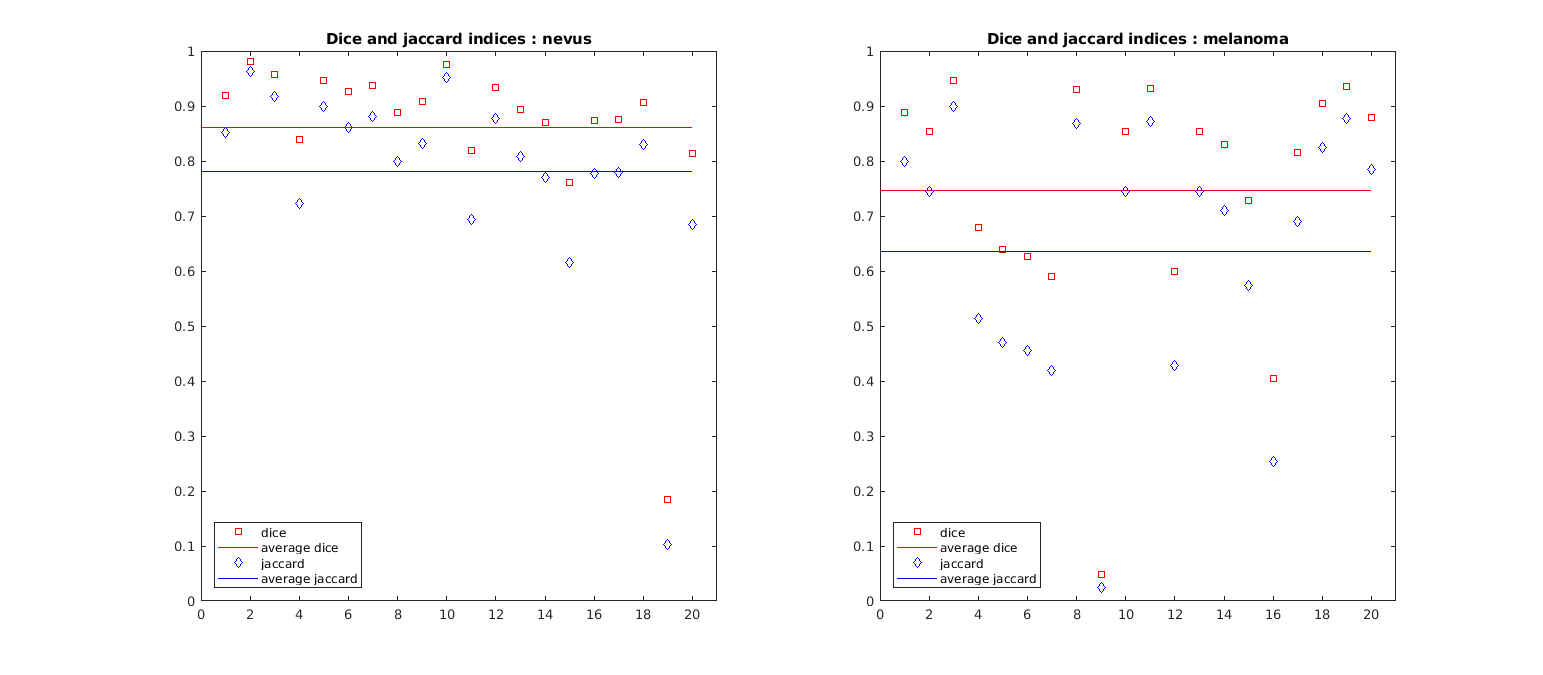 Dice and jaccard indices : nevus
1
0.9
0.8
0.7
0.6
0.5
0.4
0.3
0.2
0.1
0
0 2 4 6 8 10 12 14 16 18 20
dice
average dice
jaccard
average jaccard
Dice and jaccard indices : melanoma
1
0.9
0.8
0.7
0.6
0.5
0.4
0.3
0.2
0.1
0
0 2 4 6 8 10 12 14 16 18 20
dice
average dice
jaccard
average jaccard